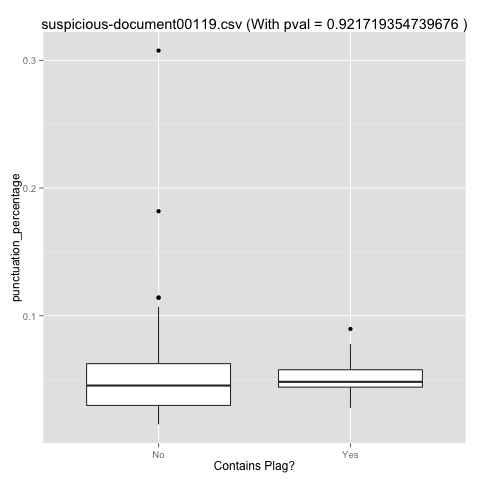 suspicious-document00119.csv (With pval = 0.921719354739676 )
punctuation_percentage
0.3
0.2
0.1
No
Yes
Contains Plag?